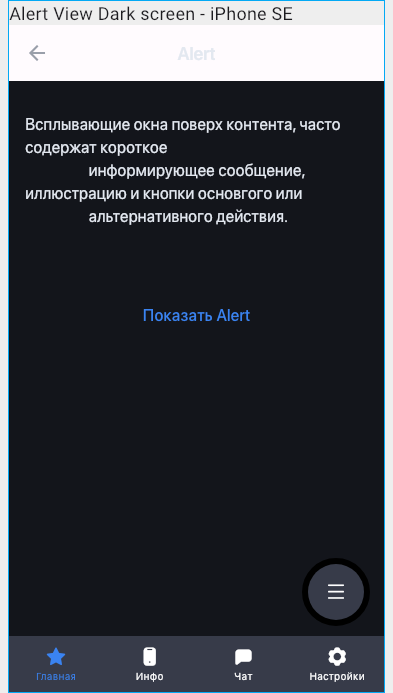 Alert View Dark screen - iPhone SE
Alert
Всплывающие окна поверх контента, часто
содержат короткое
информирующее сообщение,
иллюстрацию и кнопки основгого или
альтернативного действия.
Показать Alert
Главная
Инфо
Чат
Настройки